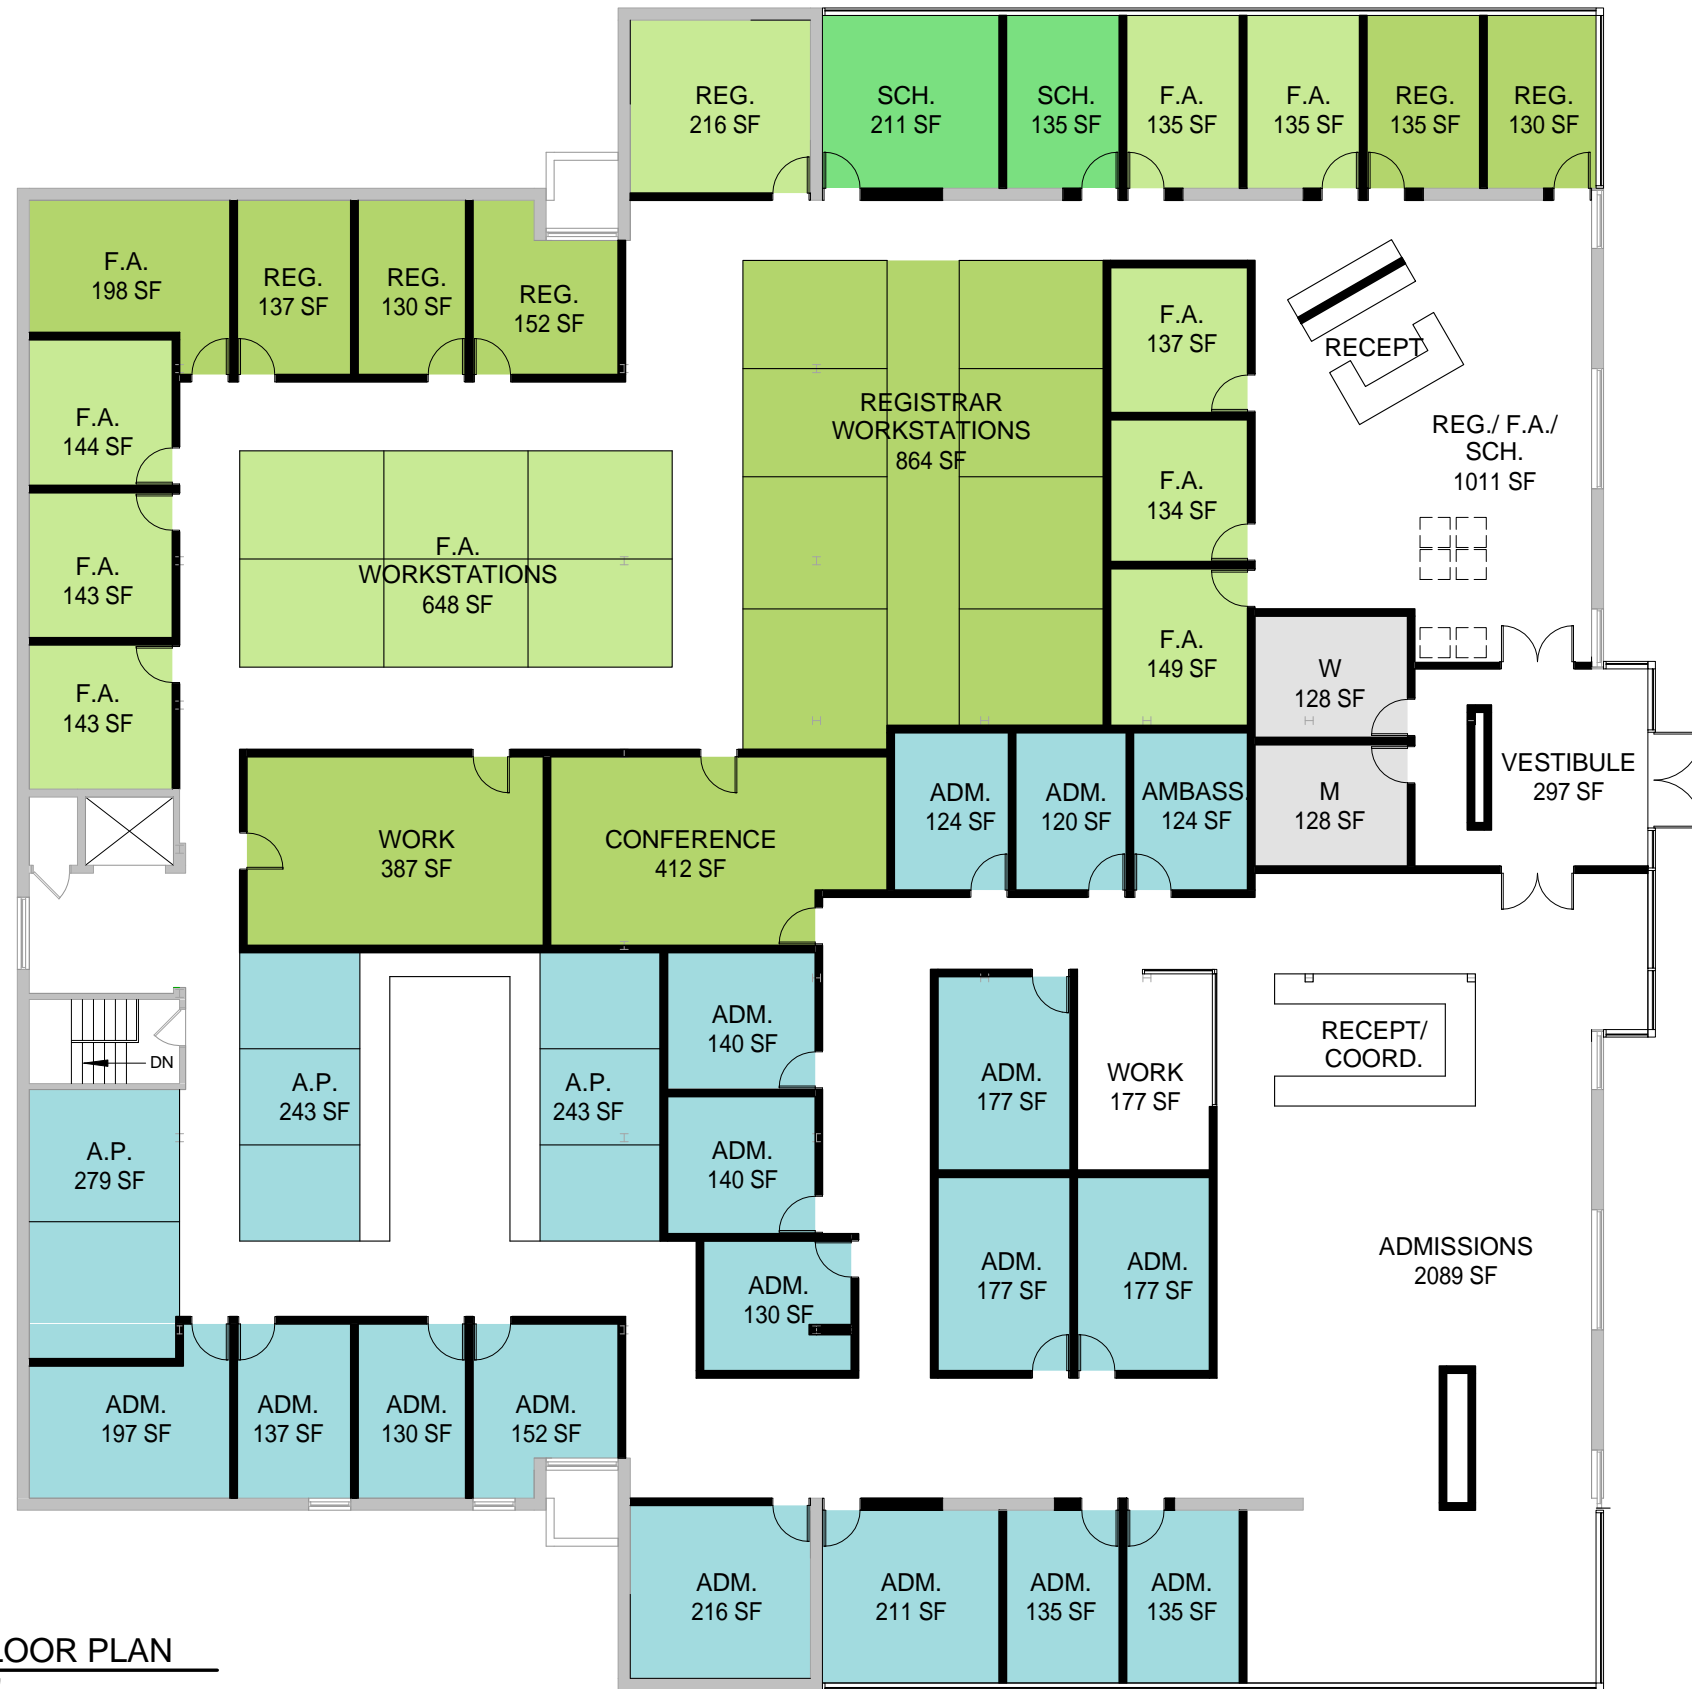 REG.
216 SF
SCH.
211 SF
SCH.
135 SF
F.A.
135 SF
F.A.
135 SF
REG.
135 SF
REG.
130 SF
F.A.
198 SF
REG.
137 SF
REG.
130 SF
REG.
152 SF
F.A.
137 SF
RECEPT
REGISTRAR
WORKSTATIONS
864 SF
REG./ F.A./
SCH.
1011 SF
F.A.
144 SF
F.A.
134 SF
F.A.
WORKSTATIONS
648 SF
F.A.
143 SF
F.A.
149 SF
W
128 SF
F.A.
143 SF
VESTIBULE
297 SF
ADM.
124 SF
ADM.
120 SF
AMBASS.
124 SF
M
128 SF
WORK
387 SF
CONFERENCE
412 SF
ADM.
140 SF
RECEPT/
COORD.
DN
A.P.
243 SF
A.P.
243 SF
ADM.
177 SF
WORK
177 SF
A.P.
279 SF
ADM.
140 SF
ADM.
130 SF
ADM.
177 SF
ADM.
177 SF
ADMISSIONS
2089 SF
ADM.
197 SF
ADM.
137 SF
ADM.
130 SF
ADM.
152 SF
ADM.
216 SF
ADM.
211 SF
ADM.
135 SF
ADM.
135 SF
LOOR PLAN